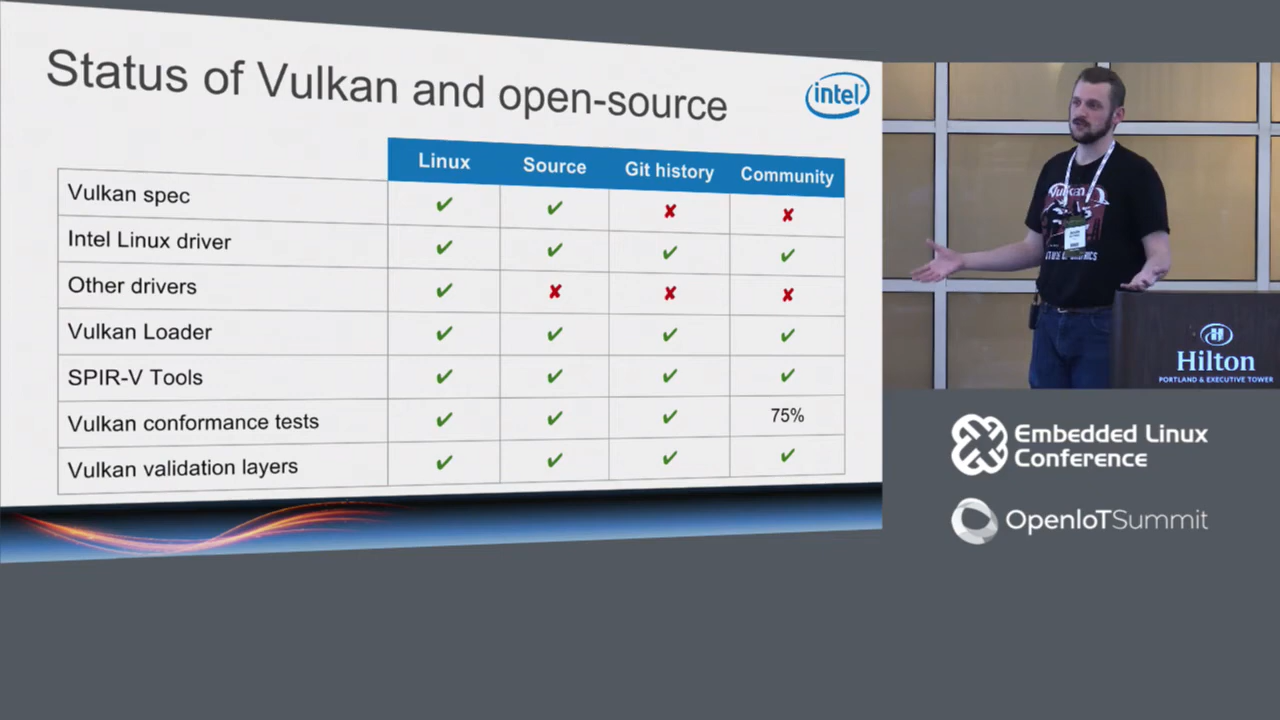 Status of Vulkan and open-source
intel
Linux Source Git history Community
Vulkan spec ✔ ✔ ✘ ✘
Intel Linux driver ✔ ✔ ✔ ✔
Other drivers ✔ ✘ ✘ ✘
Vulkan Loader ✔ ✔ ✔ ✔
SPIR-V Tools ✔ ✔ ✔ ✔
Vulkan conformance tests ✔ ✔ ✔ 75%
Vulkan validation layers ✔ ✔ ✔ ✔
Vulkan
Hilton
PORTLAND & EXECUTIVE TOWER
Embedded Linux
Conference
OpenIoTSummit